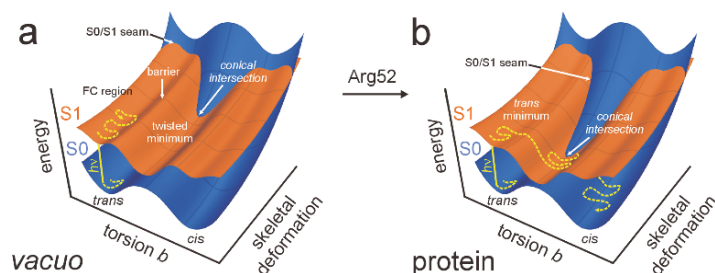 a
S0/S1 seam
barrier
conical
intersection
FC region
S1
S0
twisted
minimum
hν
energy
trans
cis
torsion b
skeletal
deformation
vacuo
Arg52
b
S0/S1 seam
trans
minimum
conical
intersection
S1
S0
hν
energy
trans
cis
torsion b
skeletal
deformation
protein